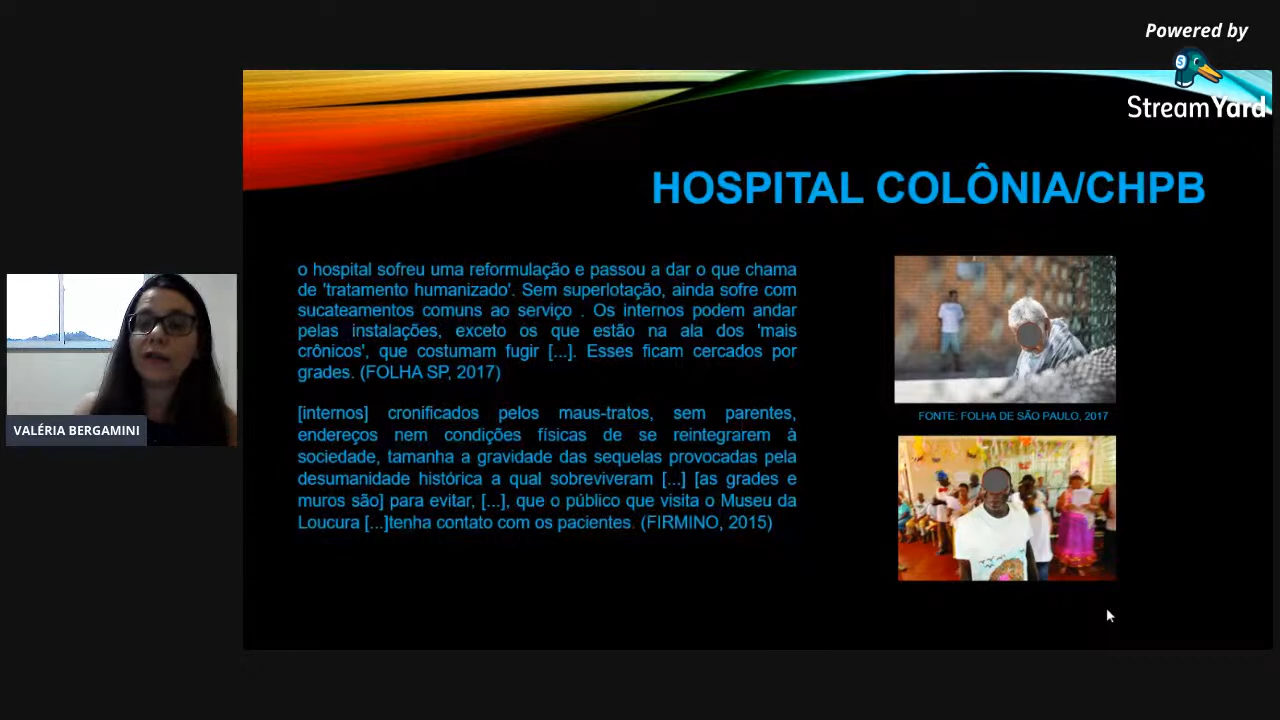 Powered by
StreamYard
HOSPITAL COLÔNIA/CHPB
o hospital sofreu uma reformulação e passou a dar o que chama
de 'tratamento humanizado'. Sem superlotação, ainda sofre com
sucateamentos comuns ao serviço . Os internos podem andar
pelas instalações, exceto os que estão na ala dos 'mais
crônicos', que costumam fugir [...]. Esses ficam cercados por
grades. (FOLHA SP, 2017)
[internos] cronificados pelos maus-tratos, sem parentes,
endereços nem condições físicas de se reintegrarem à
sociedade, tamanha a gravidade das sequelas provocadas pela
desumanidade histórica a qual sobreviveram [...] [as grades e
muros são] para evitar, [...], que o público que visita o Museu da
Loucura [...]tenha contato com os pacientes. (FIRMINO, 2015)
FONTE: FOLHA DE SÃO PAULO, 2017
VALÉRIA BERGAMINI